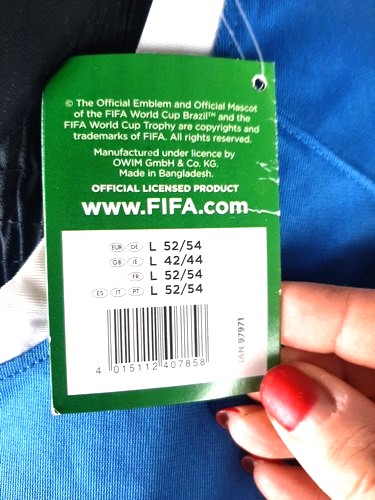 © The Official Emblem and Official Mascot
of the FIFA World Cup Brazil™ and the
FIFA World Cup Trophy are copyrights and
trademarks of FIFA. All rights reserved.
Manufactured under licence by
OWIM GmbH & Co. KG.
Made in Bangladesh.
OFFICIAL LICENSED PRODUCT
www.FIFA.com
EUR DE L 52/54
GB IE L 42/44
FR L 52/54
ES IT PT L 52/54
4 015112 407858
IAN 97971